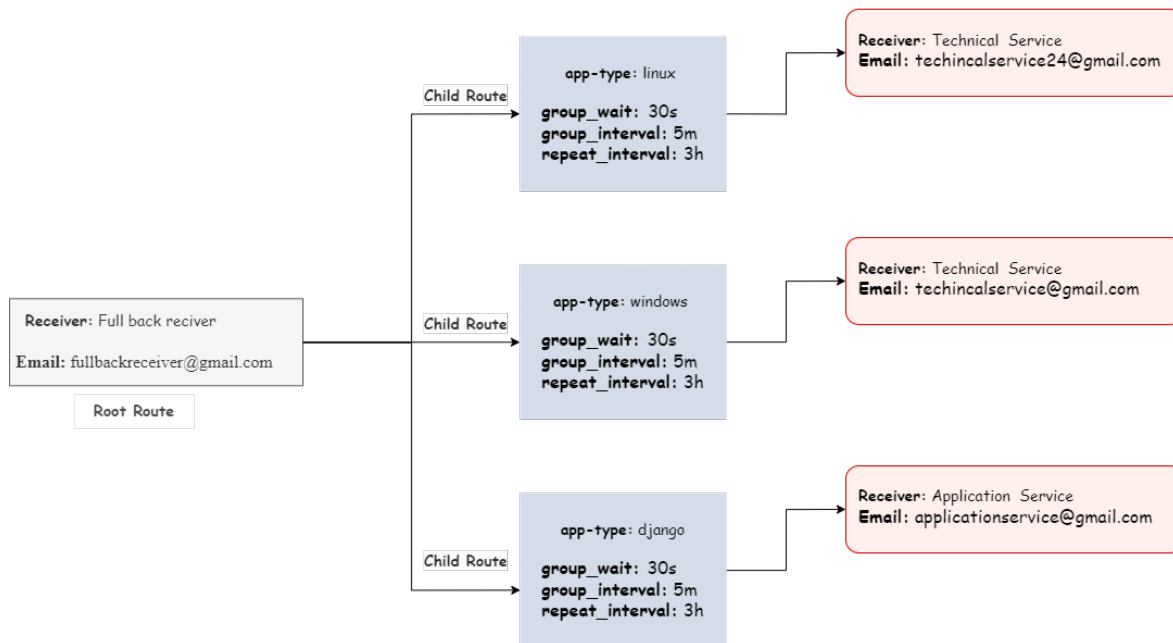 Receiver: Full back reciver
Email: fullbackreceiver@gmail.com
Root Route
Child Route
app-type: linux
group_wait: 30s
group_interval: 5m
repeat_interval: 3h
Receiver: Technical Service
Email: techincalservice24@gmail.com
Child Route
app-type: windows
group_wait: 30s
group_interval: 5m
repeat_interval: 3h
Receiver: Technical Service
Email: techincalservice@gmail.com
Child Route
app-type: django
group_wait: 30s
group_interval: 5m
repeat_interval: 3h
Receiver: Application Service
Email: applicationservice@gmail.com